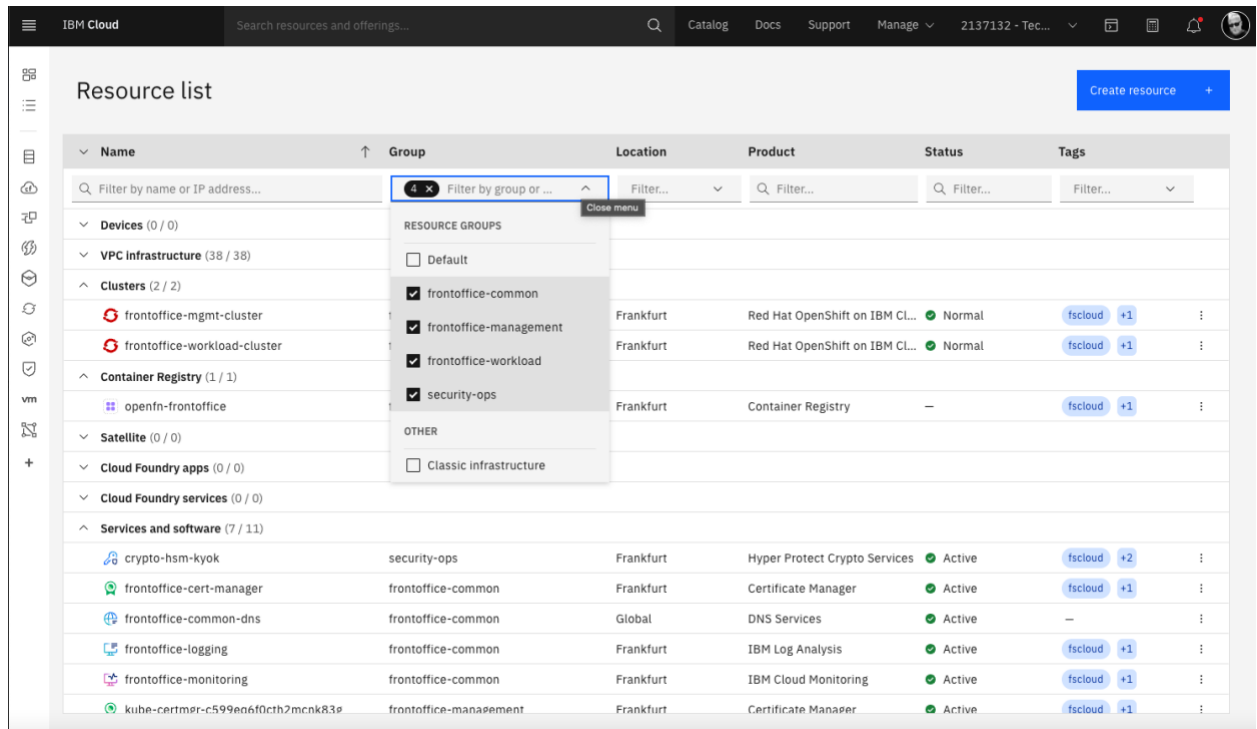 IBM Cloud Search resources and offerings... Catalog Docs Support Manage 2137132 - Tec...
Resource list
Create resource +
Name Group Location Product Status Tags
Filter by name or IP address... 4 × Filter by group or ... Filter... Filter... Filter... Filter...
Close menu
Devices (0 / 0)
RESOURCE GROUPS
VPC infrastructure (38 / 38)
Default
Clusters (2 / 2)
frontoffice-common
frontoffice-mgmt-cluster Frankfurt Red Hat OpenShift on IBM Cl... Normal fscloud +1
frontoffice-management
frontoffice-workload-cluster Frankfurt Red Hat OpenShift on IBM Cl... Normal fscloud +1
frontoffice-workload
Container Registry (1 / 1)
security-ops
openfn-frontoffice Frankfurt Container Registry – fscloud +1
vm
OTHER
Satellite (0 / 0)
Classic infrastructure
Cloud Foundry apps (0 / 0)
Cloud Foundry services (0 / 0)
Services and software (7 / 11)
crypto-hsm-kyok security-ops Frankfurt Hyper Protect Crypto Services Active fscloud +2
frontoffice-cert-manager frontoffice-common Frankfurt Certificate Manager Active fscloud +1
frontoffice-common-dns frontoffice-common Global DNS Services Active –
frontoffice-logging frontoffice-common Frankfurt IBM Log Analysis Active fscloud +1
frontoffice-monitoring frontoffice-common Frankfurt IBM Cloud Monitoring Active fscloud +1
frontoffice-management Frankfurt Certificate Manager Active fscloud +1